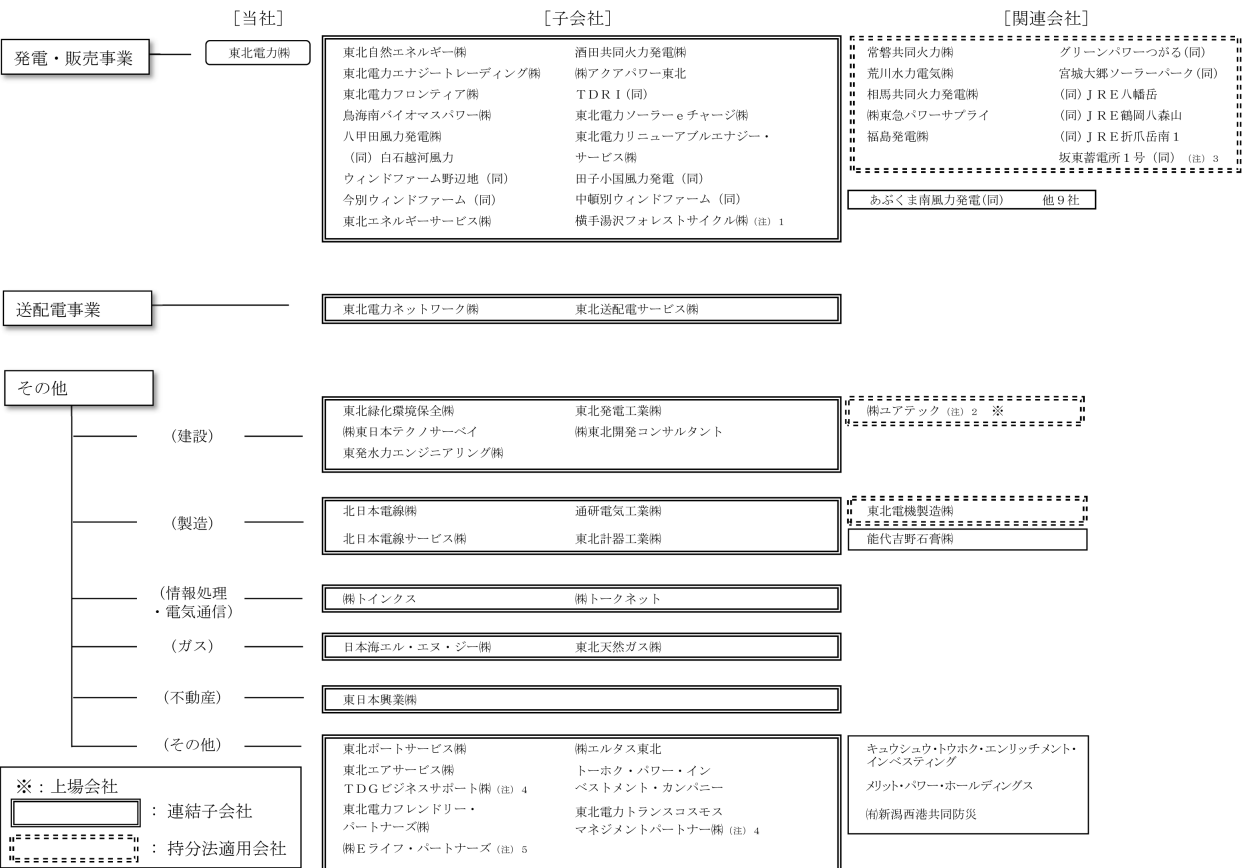 [当社]
[子会社]
[関連会社]
発電・販売事業
東北電力㈱
東北自然エネルギー㈱
東北電力エナジートレーディング㈱
東北電力フロンティア㈱
鳥海南バイオマスパワー㈱
八甲田風力発電㈱
（同）白石越河風力
ウィンドファーム野辺地（同）
今別ウィンドファーム（同）
東北エネルギーサービス㈱
酒田共同火力発電㈱
㈱アクアパワー東北
ＴＤＲＩ(同)
東北電力ソーラーｅチャージ㈱
東北電力リニューアブルエナジー・
サービス㈱
田子小国風力発電（同）
中頓別ウィンドファーム（同）
横手湯沢フォレストサイクル㈱（注）1
常磐共同火力㈱
荒川水力電気㈱
相馬共同火力発電㈱
㈱東急パワーサプライ
福島発電㈱
グリーンパワーつがる(同)
宮城大郷ソーラーパーク(同)
(同)ＪＲＥ八幡岳
(同)ＪＲＥ鶴岡八森山
(同)ＪＲＥ折爪岳南１
坂東蓄電所１号（同）（注）3
あぶくま南風力発電(同)　他９社
送配電事業
東北電力ネットワーク㈱
東北送配電サービス㈱
その他
（建設）
東北緑化環境保全㈱
㈱東日本テクノサーベイ
東発水力エンジニアリング㈱
東北発電工業㈱
㈱東北開発コンサルタント
㈱ユアテック（注）2　※
（製造）
北日本電線㈱
北日本電線サービス㈱
通研電気工業㈱
東北計器工業㈱
東北電機製造㈱
能代吉野石膏㈱
（情報処理
・電気通信）
㈱トインクス
㈱トークネット
（ガス）
日本海エル・エヌ・ジー㈱
東北天然ガス㈱
（不動産）
東日本興業㈱
（その他）
東北ポートサービス㈱
東北エアサービス㈱
ＴＤＧビジネスサポート㈱（注）4
東北電力フレンドリー・
パートナーズ㈱
㈱Ｅライフ・パートナーズ（注）5
㈱エルタス東北
トーホク・パワー・イン
ベストメント・カンパニー
東北電力トランスコスモス
マネジメントパートナー㈱（注）4
キュウシュウ・トウホク・エンリッチメント・
インベスティング
メリット・パワー・ホールディングス
㈲新潟西港共同防災
※：上場会社
：連結子会社
：持分法適用会社